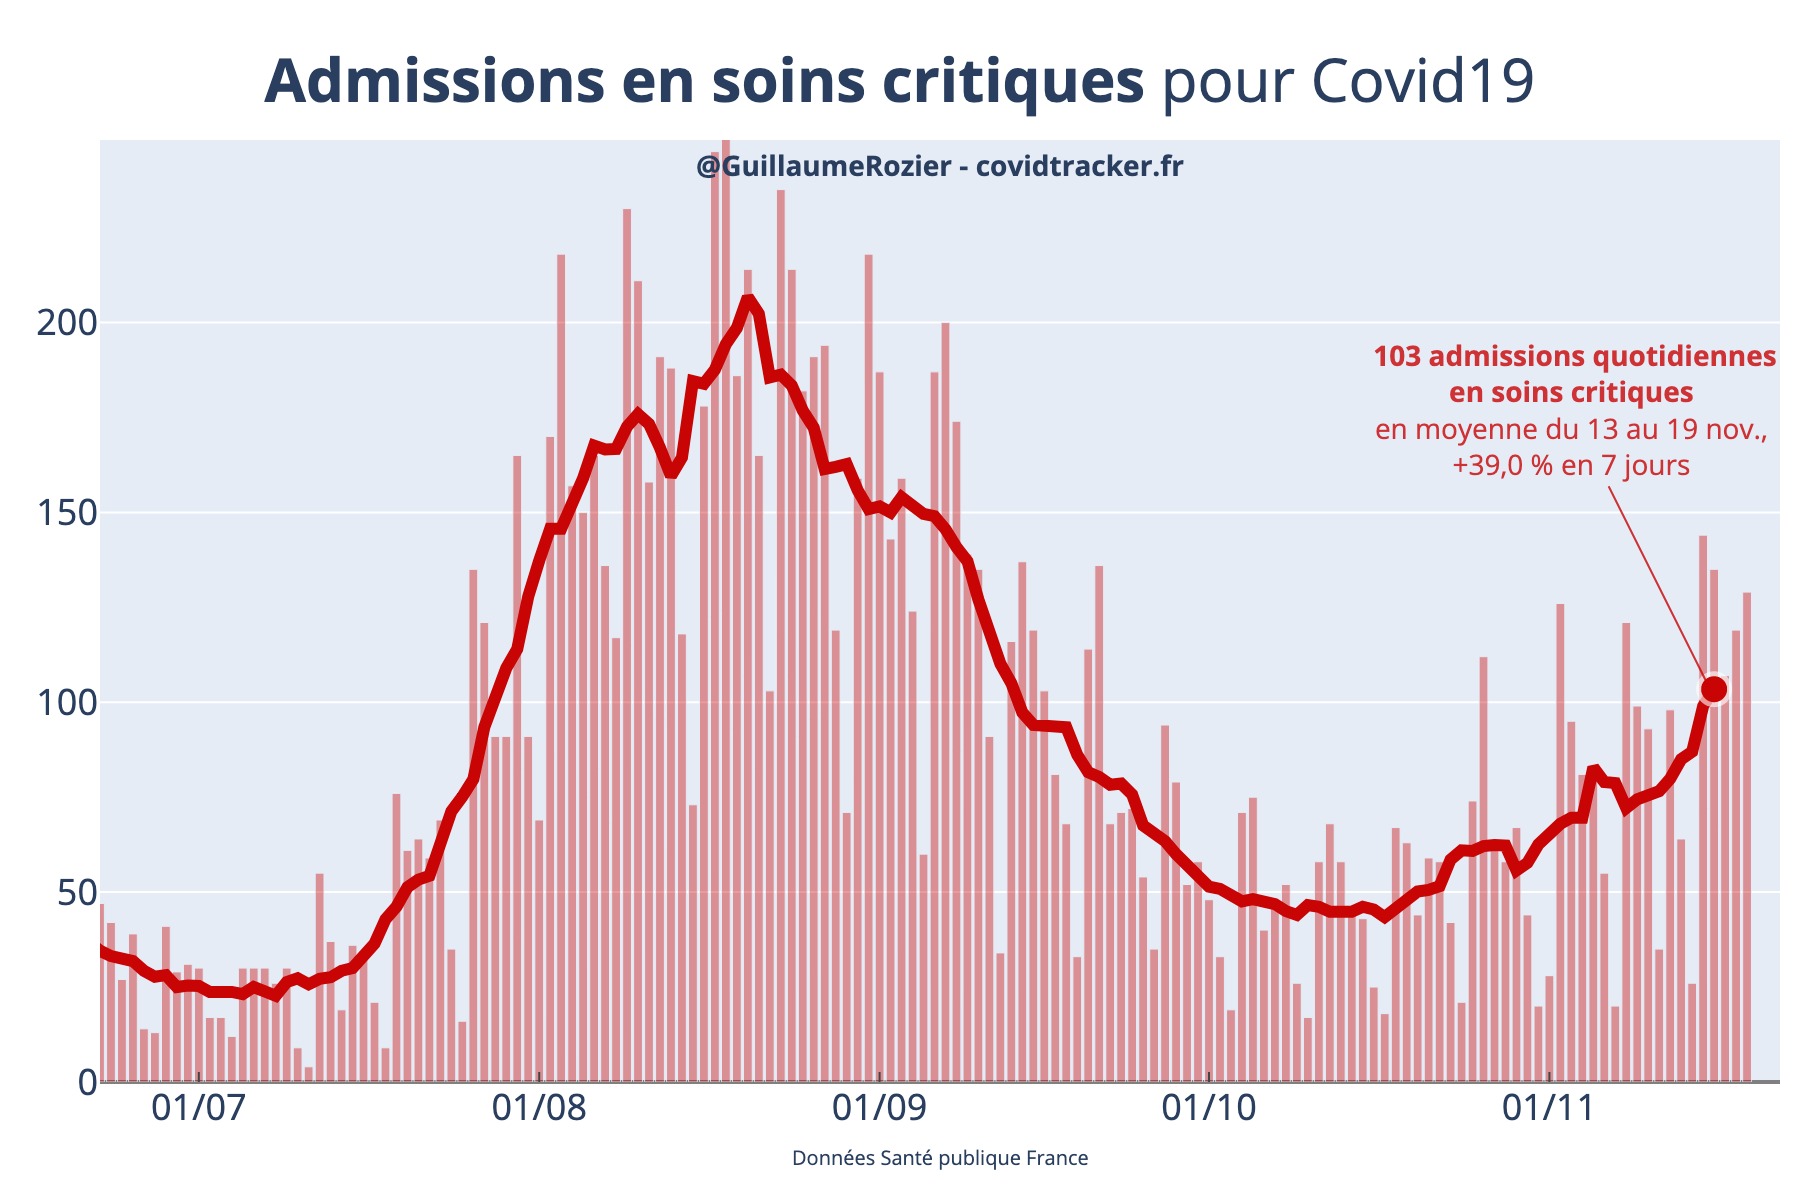 Admissions en soins critiques pour Covid19
@GuillaumeRozier - covidtracker.fr
200
150
100
50
0
103 admissions quotidiennes
en soins critiques
en moyenne du 13 au 19 nov.,
+39,0 % en 7 jours
01/07 01/08 01/09 01/10 01/11
Données Santé publique France